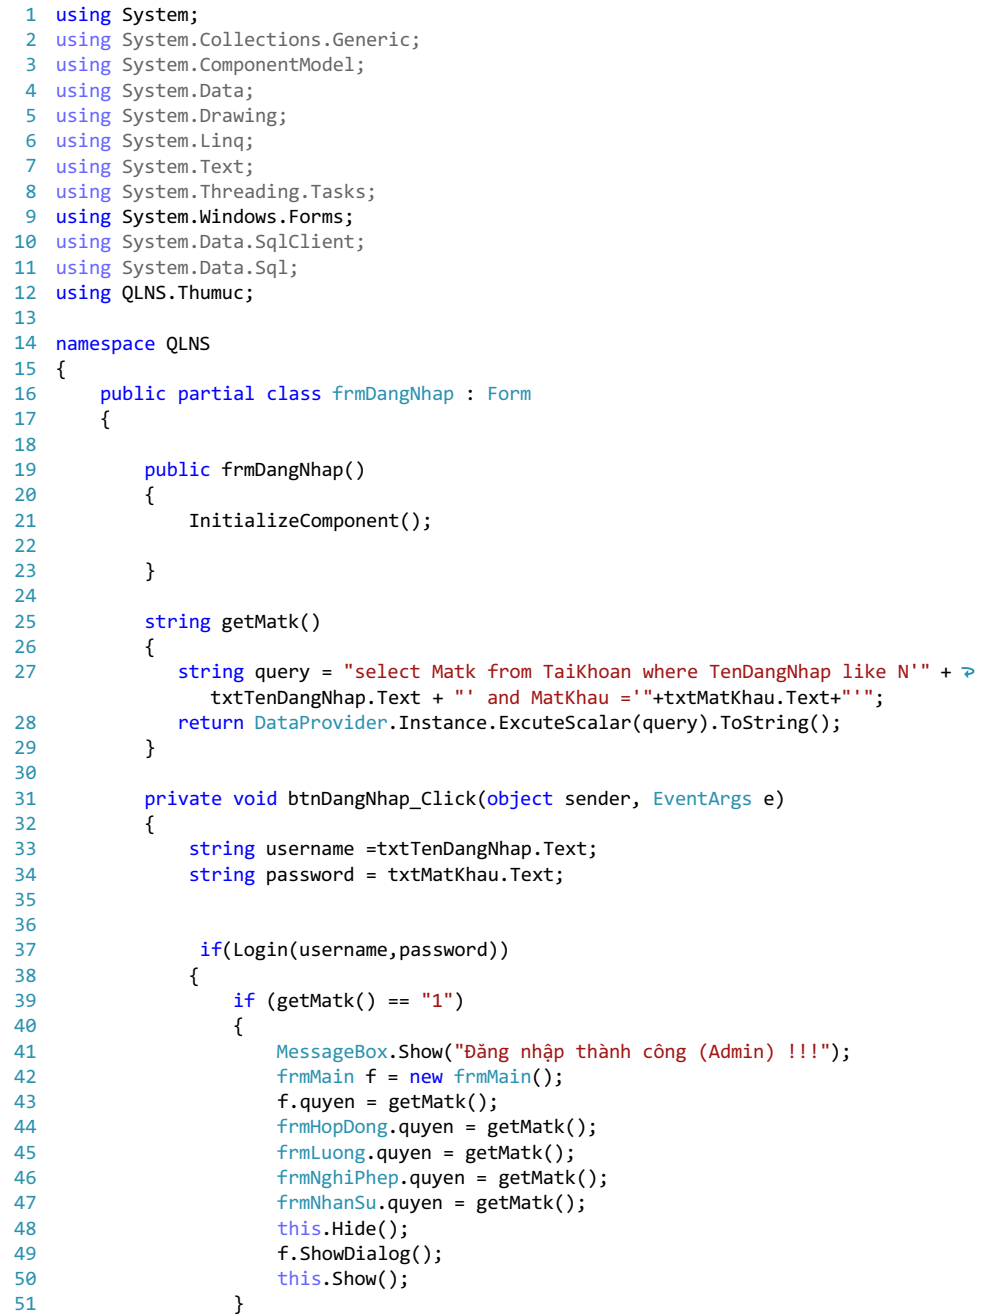 1 using System;
2 using System.Collections.Generic;
3 using System.ComponentModel;
4 using System.Data;
5 using System.Drawing;
6 using System.Linq;
7 using System.Text;
8 using System.Threading.Tasks;
9 using System.Windows.Forms;
10 using System.Data.SqlClient;
11 using System.Data.Sql;
12 using QLNS.Thumuc;
13
14 namespace QLNS
15 {
16     public partial class frmDangNhap : Form
17     {
18
19         public frmDangNhap()
20         {
21             InitializeComponent();
22
23         }
24
25         string getMatk()
26         {
27            string query = "select Matk from TaiKhoan where TenDangNhap like N'" +
               txtTenDangNhap.Text + "' and MatKhau ='"+txtMatKhau.Text+"'";
28            return DataProvider.Instance.ExcuteScalar(query).ToString();
29         }
30
31         private void btnDangNhap_Click(object sender, EventArgs e)
32         {
33             string username =txtTenDangNhap.Text;
34             string password = txtMatKhau.Text;
35
36
37              if(Login(username,password))
38             {
39                 if (getMatk() == "1")
40                 {
41                     MessageBox.Show("Đăng nhập thành công (Admin) !!!");
42                     frmMain f = new frmMain();
43                     f.quyen = getMatk();
44                     frmHopDong.quyen = getMatk();
45                     frmLuong.quyen = getMatk();
46                     frmNghiPhep.quyen = getMatk();
47                     frmNhanSu.quyen = getMatk();
48                     this.Hide();
49                     f.ShowDialog();
50                     this.Show();
51                 }